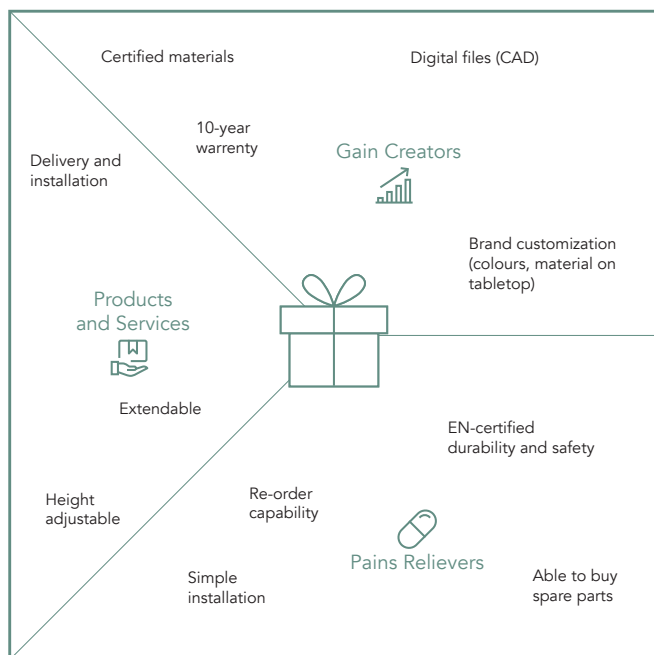 Certified materials
Digital files (CAD)
10-year
warrenty
Gain Creators
Delivery and
installation
Brand customization
(colours, material on
tabletop)
Products
and Services
Extendable
EN-certified
durability and safety
Re-order
capability
Height
adjustable
Pains Relievers
Simple
installation
Able to buy
spare parts